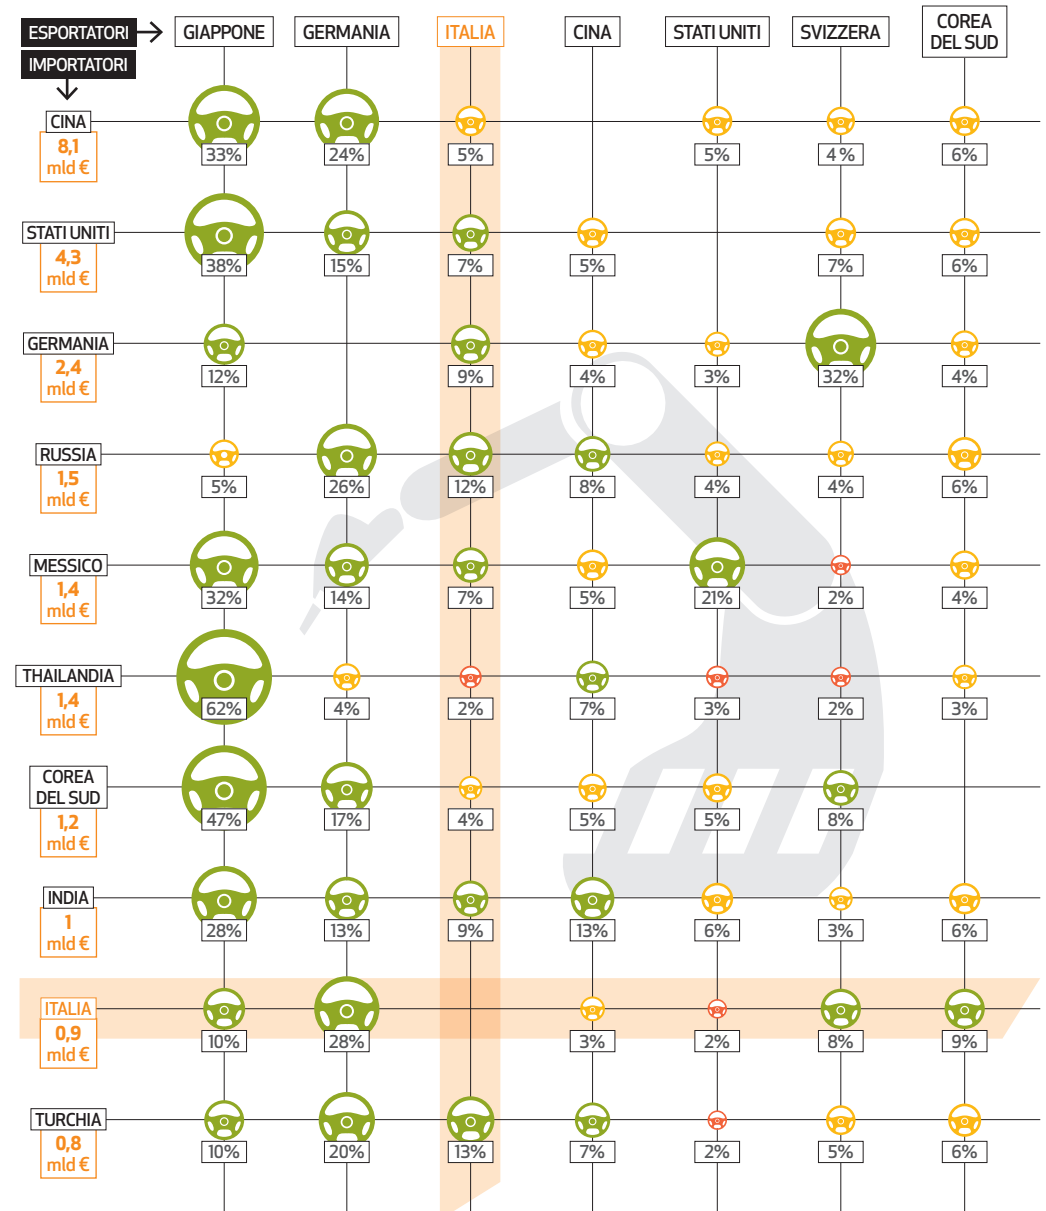 ESPORTATORI
GIAPPONE
GERMANIA
ITALIA
CINA
STATI UNITI
SVIZZERA
COREA
DEL SUD
IMPORTATORI
CINA
8,1
mld €
33%
24%
5%
5%
4%
6%
STATI UNITI
4,3
mld €
38%
15%
7%
5%
7%
6%
GERMANIA
2,4
mld €
12%
9%
4%
3%
32%
4%
RUSSIA
1,5
mld €
5%
26%
12%
8%
4%
4%
6%
MESSICO
1,4
mld €
32%
14%
7%
5%
21%
2%
4%
THAILANDIA
1,4
mld €
62%
4%
2%
7%
3%
2%
3%
COREA
DEL SUD
1,2
mld €
47%
17%
4%
5%
5%
8%
INDIA
1
mld €
28%
13%
9%
13%
6%
3%
6%
ITALIA
0,9
mld €
10%
28%
3%
2%
8%
9%
TURCHIA
0,8
mld €
10%
20%
13%
7%
2%
5%
6%